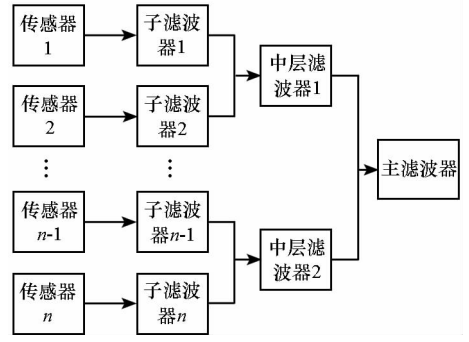 传感器
1
子滤波
器1
中层滤
波器1
传感器
2
子滤波
器2
主滤波器
传感器
n-1
子滤波
器n-1
中层滤
波器2
传感器
n
子滤波
器n